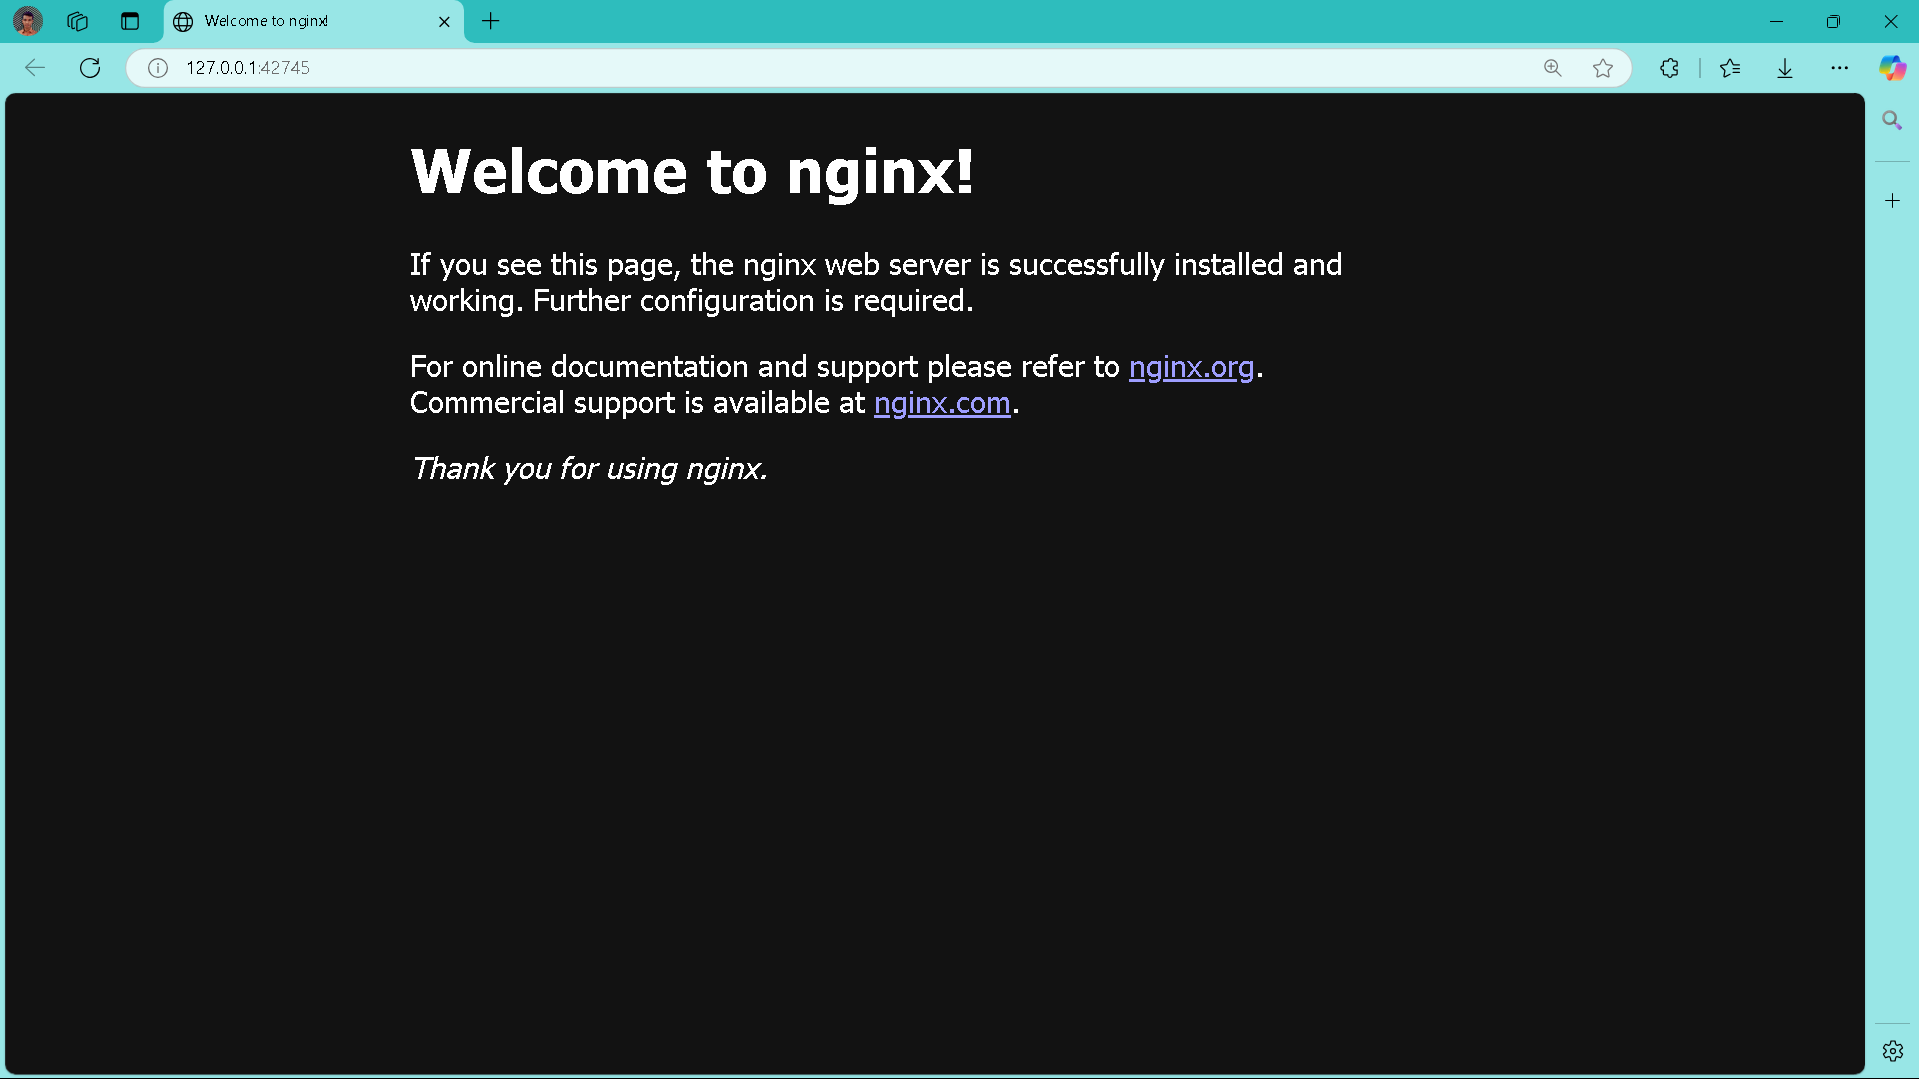 Welcome to nginx!
127.0.0.1:42745
Welcome to nginx!
If you see this page, the nginx web server is successfully installed and
working. Further configuration is required.
For online documentation and support please refer to nginx.org.
Commercial support is available at nginx.com.
Thank you for using nginx.